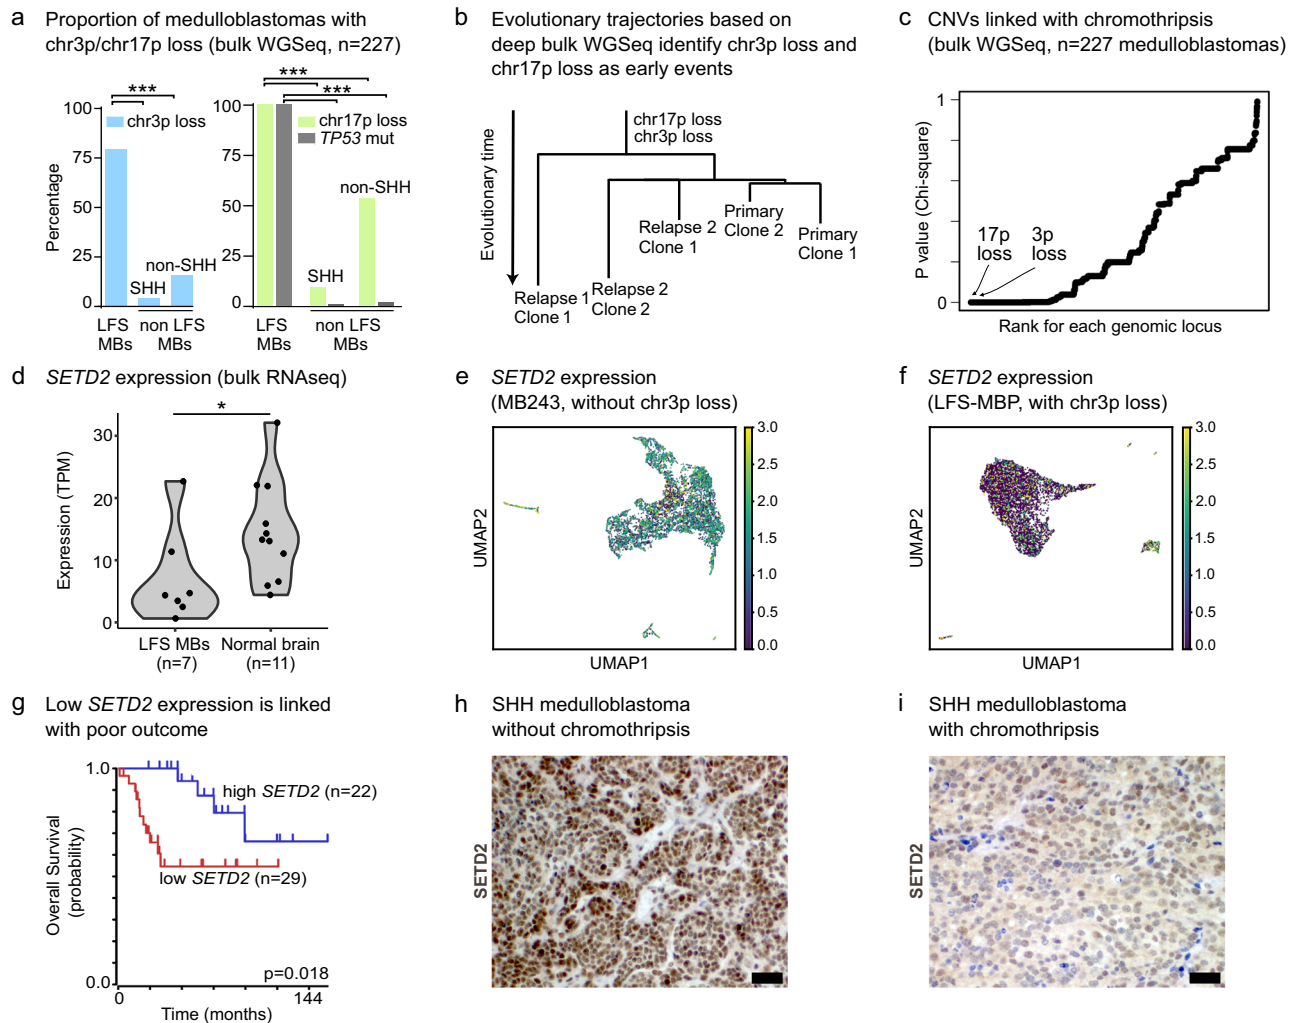 a Proportion of medulloblastomas with
chr3p/chr17p loss (bulk WGSeq, n=227)
***
100
75
50
25
0
Percentage
chr3p loss
SHH
non-SHH
LFS
MBs
non LFS
MBs
***
***
100
75
50
25
0
chr17p loss
TP53 mut
non-SHH
SHH
LFS
MBs
non LFS
MBs
b Evolutionary trajectories based on
deep bulk WGSeq identify chr3p loss and
chr17p loss as early events
Evolutionary time
chr17p loss
chr3p loss
Relapse 2
Clone 1
Primary
Clone 2
Primary
Clone 1
Relapse 1
Clone 1
Relapse 2
Clone 2
c CNVs linked with chromothripsis
(bulk WGSeq, n=227 medulloblastomas)
1
0
P value (Chi-square)
17p
loss
3p
loss
Rank for each genomic locus
d SETD2 expression (bulk RNAseq)
*
30
20
10
0
Expression (TPM)
LFS MBs
(n=7)
Normal brain
(n=11)
e SETD2 expression
(MB243, without chr3p loss)
UMAP2
UMAP1
3.0
2.5
2.0
1.5
1.0
0.5
0.0
f SETD2 expression
(LFS-MBP, with chr3p loss)
UMAP2
UMAP1
3.0
2.5
2.0
1.5
1.0
0.5
0.0
g Low SETD2 expression is linked
with poor outcome
1.0
0.0
Overall Survival
(probability)
high SETD2 (n=22)
low SETD2 (n=29)
p=0.018
0
144
Time (months)
h SHH medulloblastoma
without chromothripsis
SETD2
i SHH medulloblastoma
with chromothripsis
SETD2